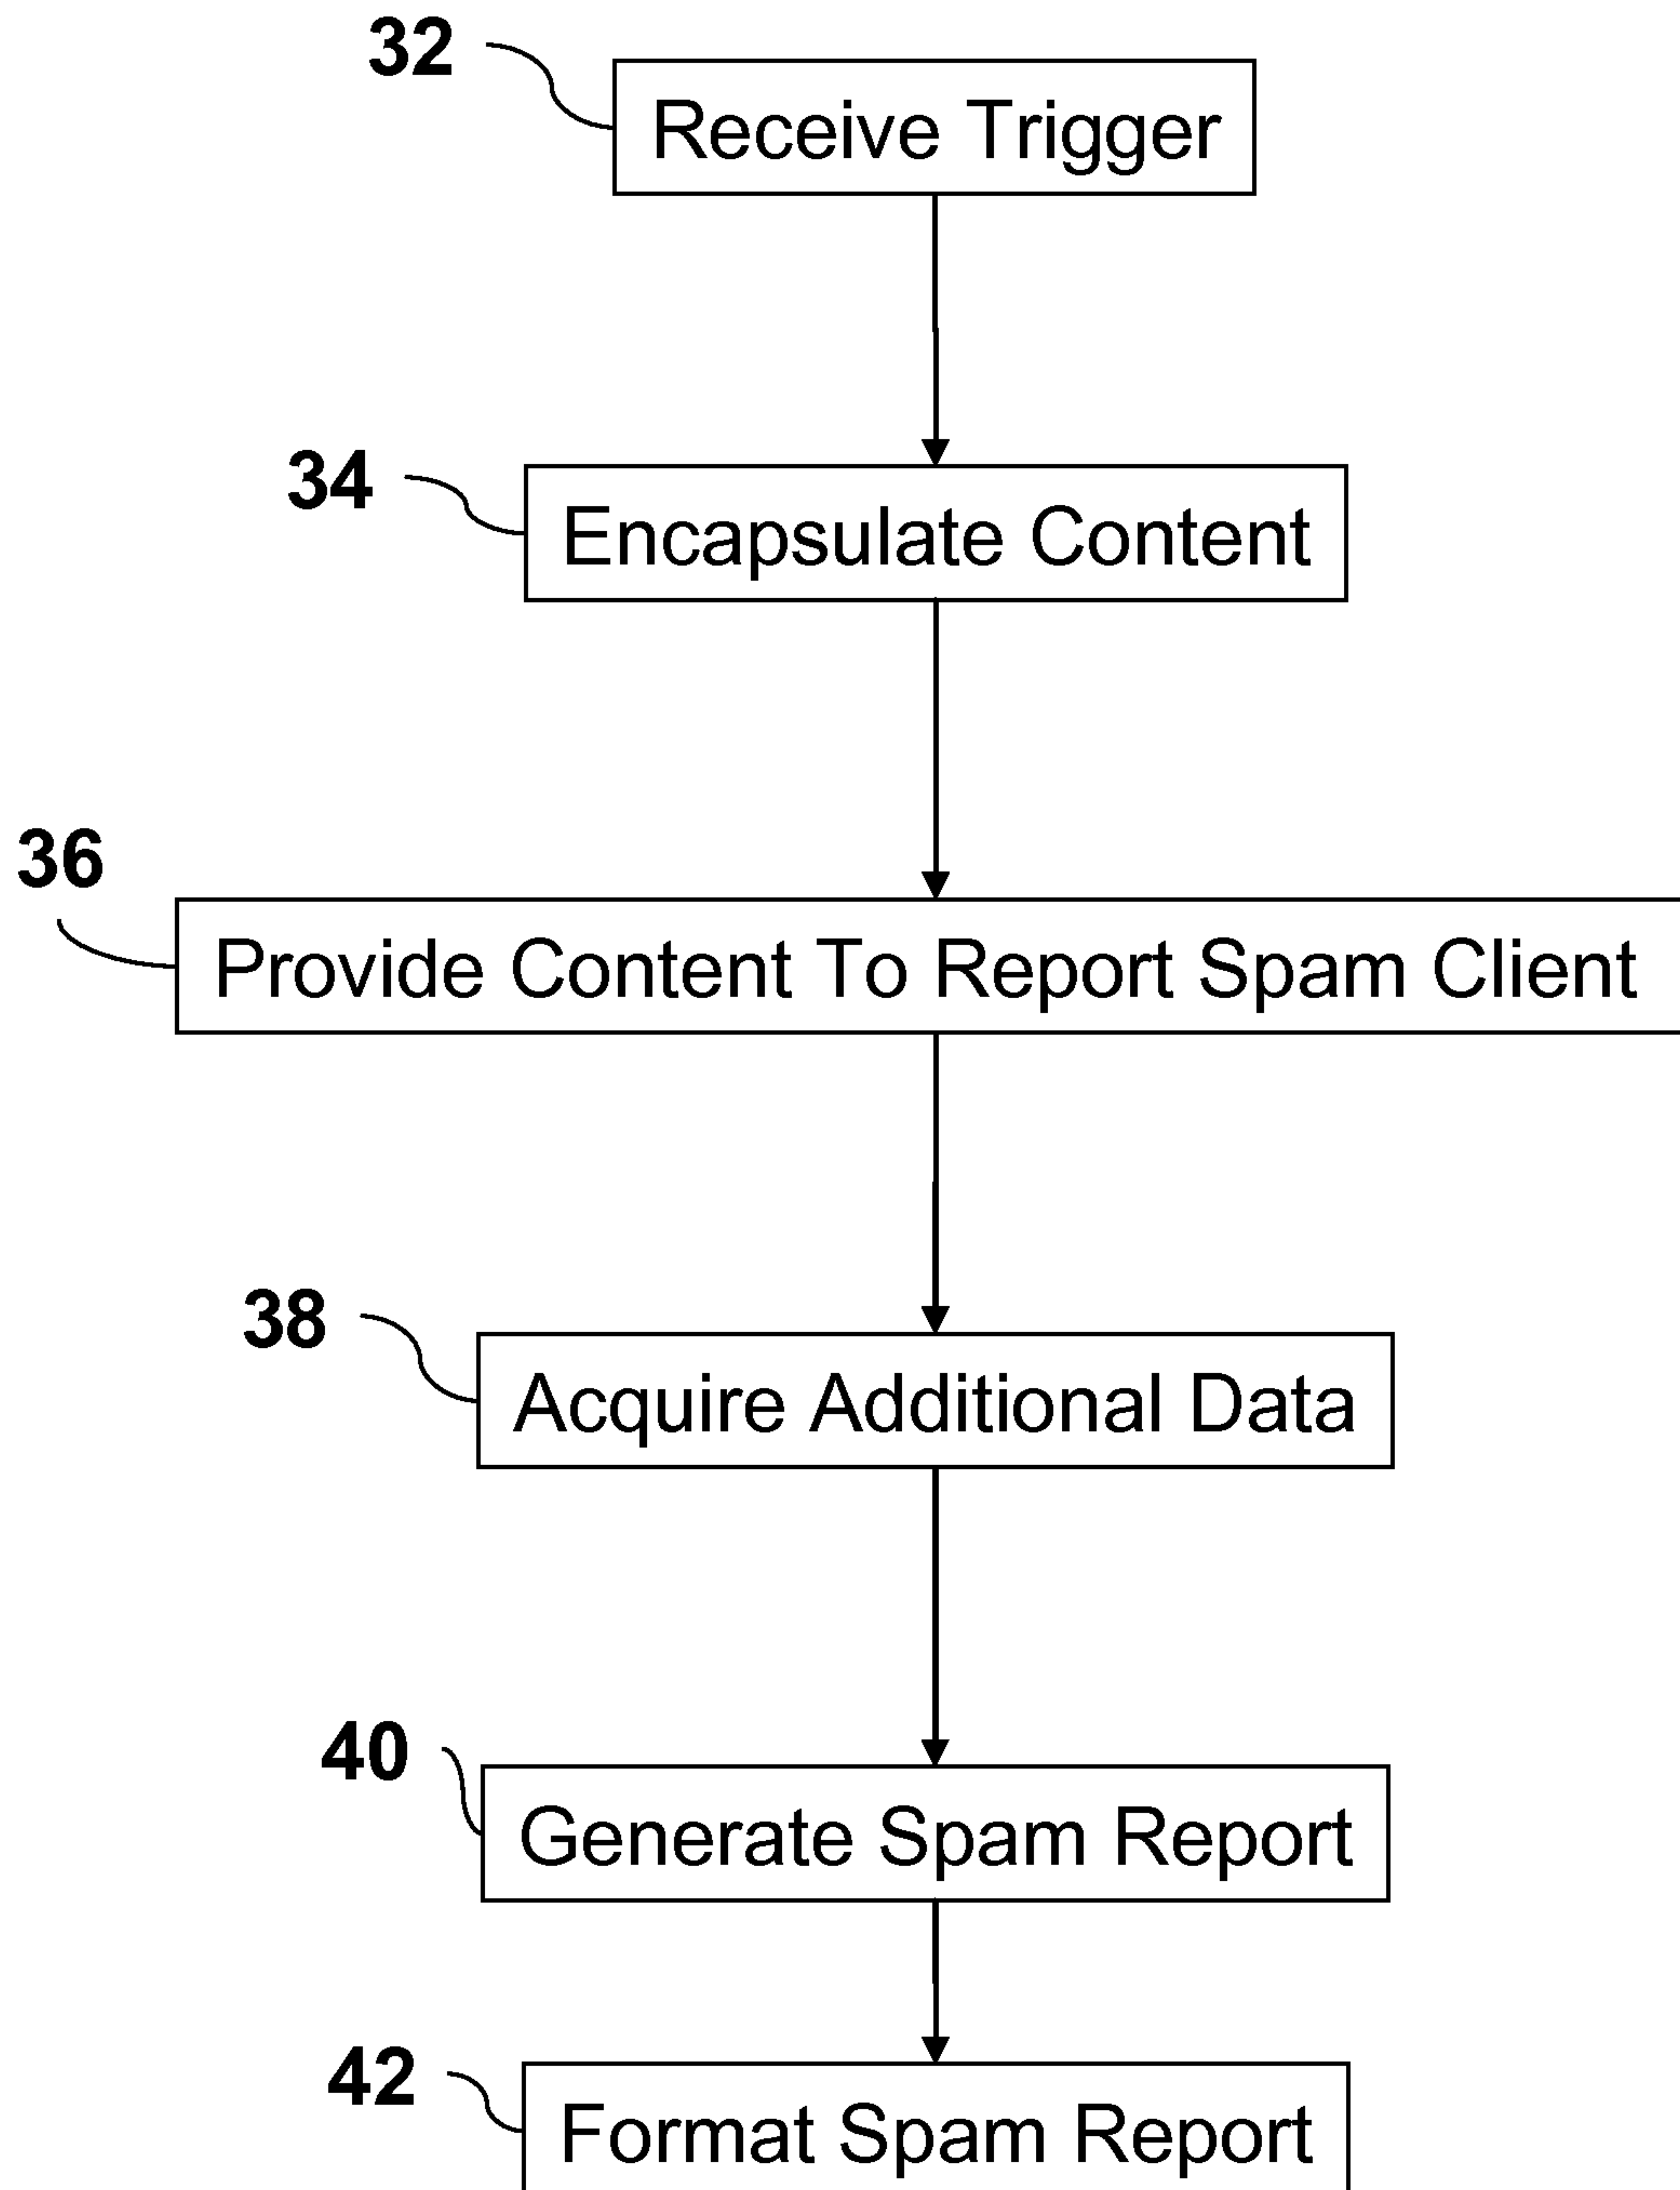 32
Receive Trigger
34
Encapsulate Content
36
Provide Content To Report Spam Client
38
Acquire Additional Data
40
Generate Spam Report
42
Format Spam Report